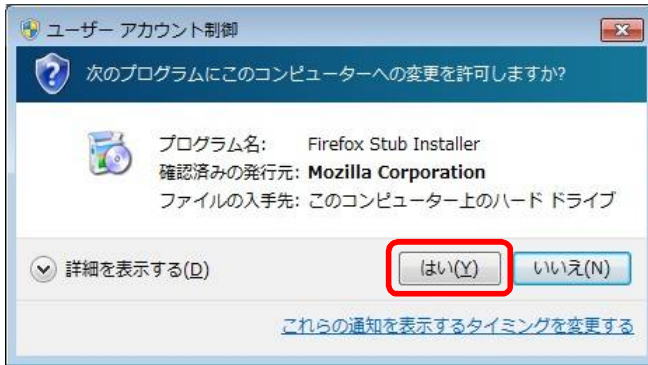 ユーザー アカウント制御
次のプログラムにこのコンピューターへの変更を許可しますか?
プログラム名: Firefox Stub Installer
確認済みの発行元: Mozilla Corporation
ファイルの入手先: このコンピューター上のハード ドライブ
詳細を表示する(D) はい(Y) いいえ(N)
これらの通知を表示するタイミングを変更する